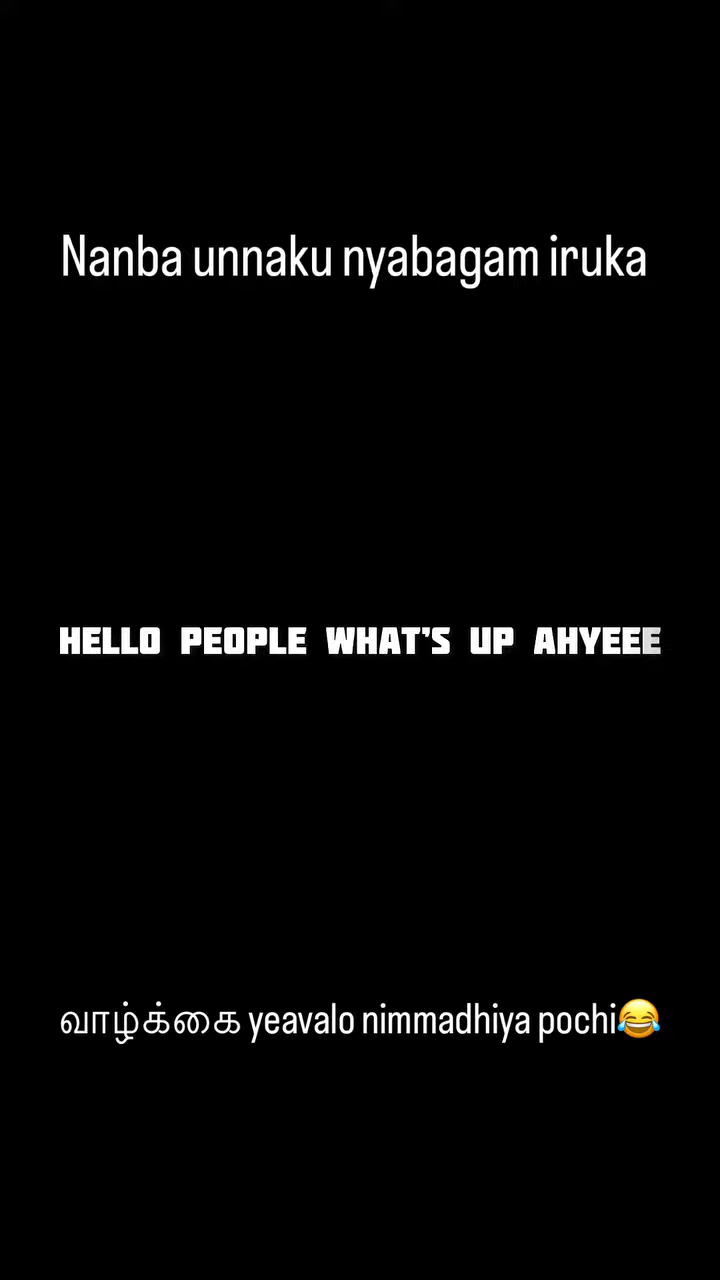 Nanba unnaku nyabagam iruka
HELLO PEOPLE WHAT'S UP AHYEEE
வாழ்க்கை yeavalo nimmadhiya pochi😂